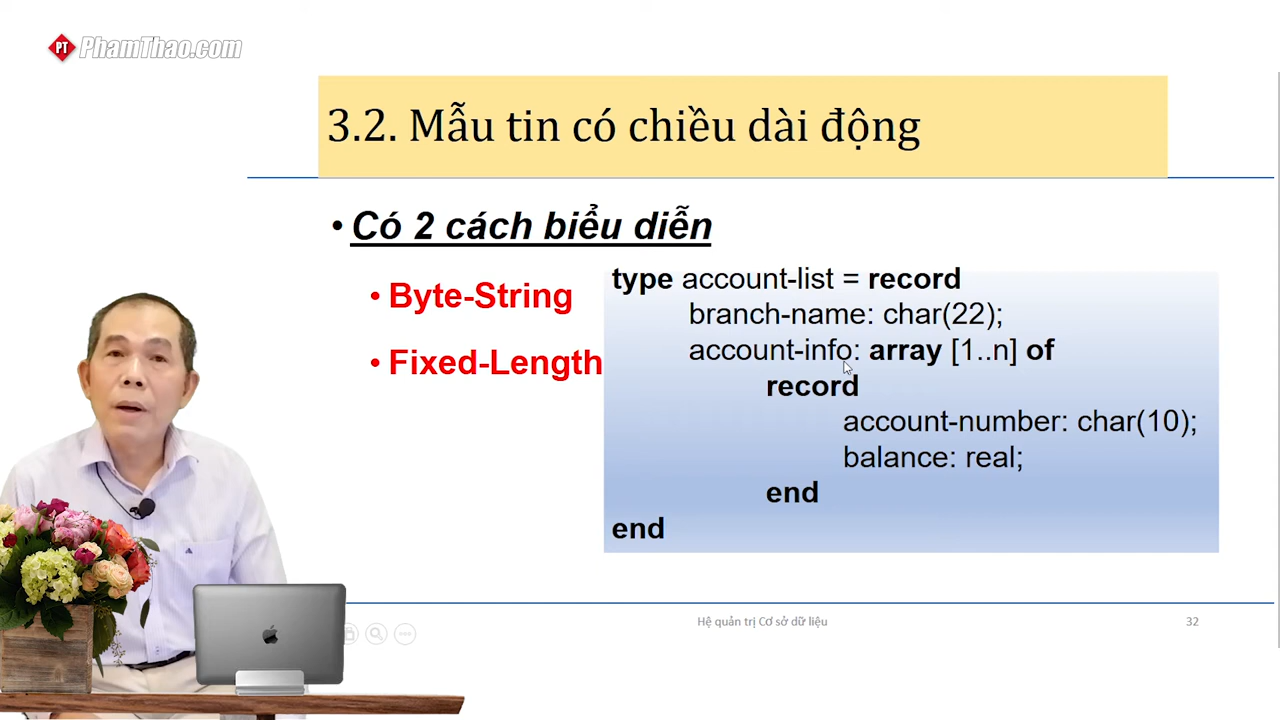 PT PhamThao.com
3.2. Mẫu tin có chiều dài động
• Có 2 cách biểu diễn
• Byte-String
• Fixed-Length
type account-list = record
branch-name: char(22);
account-info: array [1..n] of
record
account-number: char(10);
balance: real;
end
end
Hệ quản trị Cơ sở dữ liệu
32